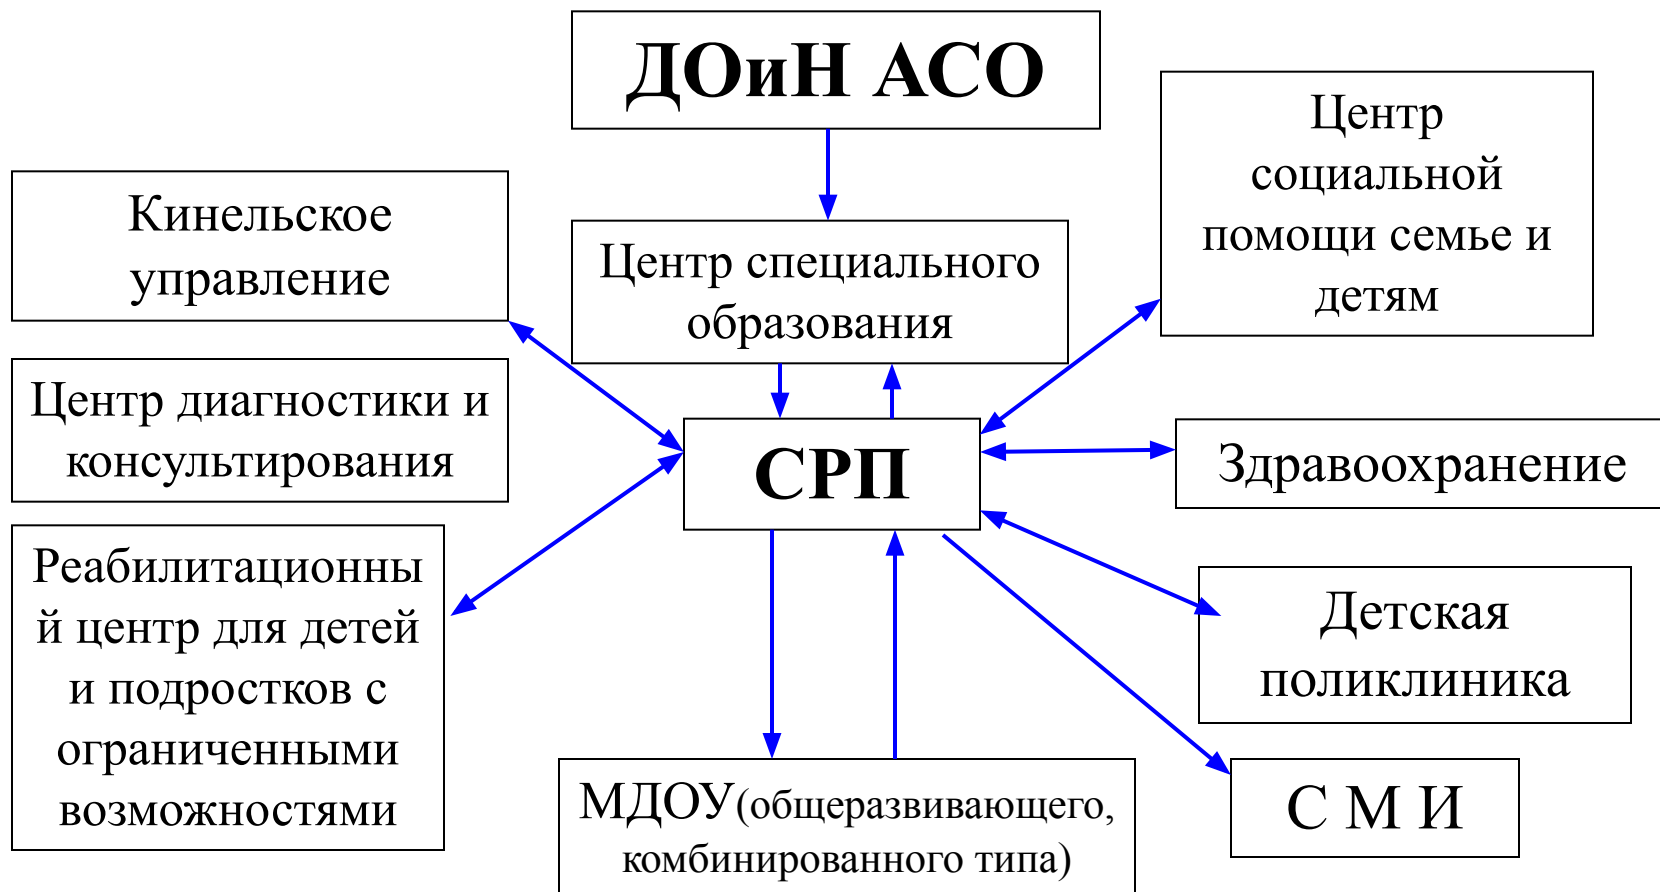 ДОиН АСО
Центр
социальной
помощи семье и
детям
Кинельское
управление
Центр специального
образования
Центр диагностики и
консультирования
СРП
Здравоохранение
Реабилитационны
й центр для детей
и подростков с
ограниченными
возможностями
Детская
поликлиника
МДОУ(общеразвивающего,
комбинированного типа)
С М И